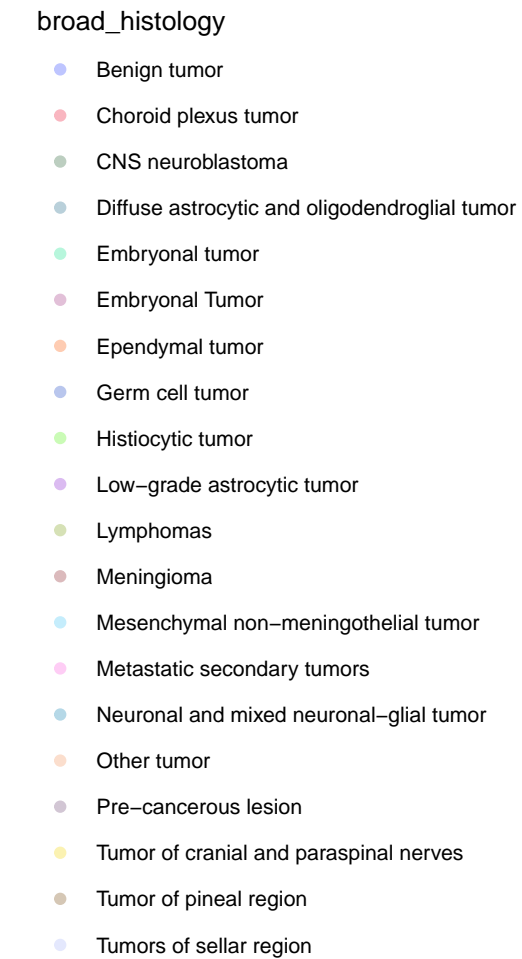 broad_histology
Benign tumor
Choroid plexus tumor
CNS neuroblastoma
Diffuse astrocytic and oligodendroglial tumor
Embryonal tumor
Embryonal Tumor
Ependymal tumor
Germ cell tumor
Histiocytic tumor
Low−grade astrocytic tumor
Lymphomas
Meningioma
Mesenchymal non−meningothelial tumor
Metastatic secondary tumors
Neuronal and mixed neuronal−glial tumor
Other tumor
Pre−cancerous lesion
Tumor of cranial and paraspinal nerves
Tumor of pineal region
Tumors of sellar region